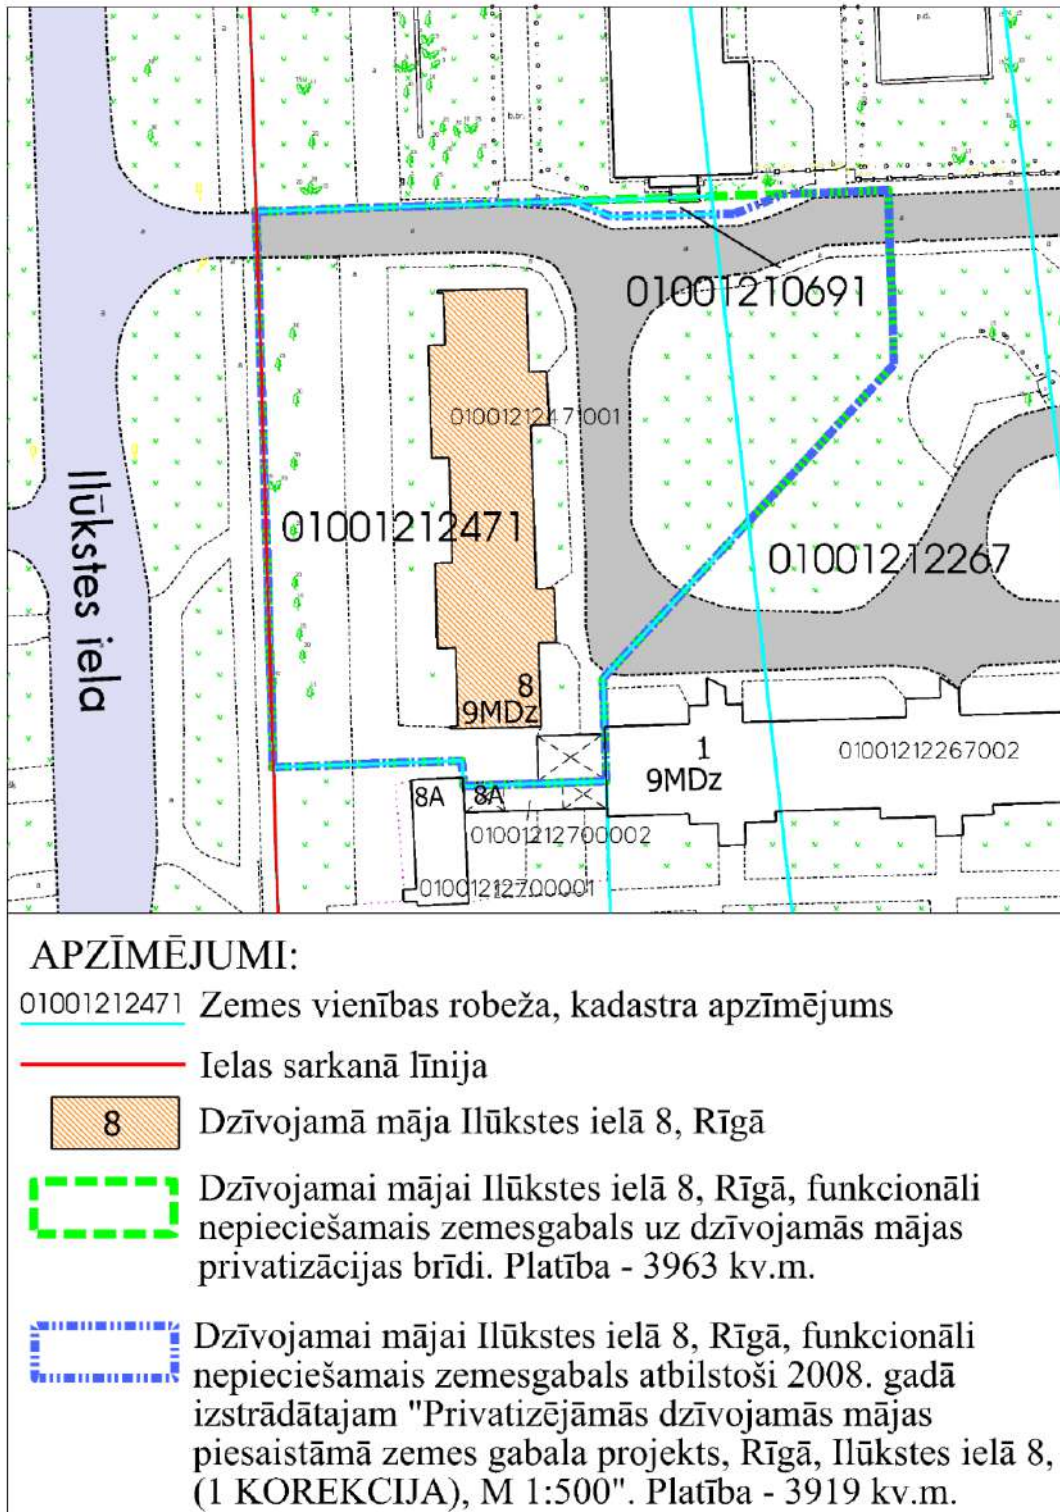 01001210691
01001212471001
01001212471
01001212267
Ilūkstes iela
8
9MDz
1
9MDz
01001212267002
8A
8A
01001212700002
01001212700001
APZĪMĒJUMI:
01001212471 Zemes vienības robeža, kadastra apzīmējums
Ielas sarkanā līnija
8 Dzīvojamā māja Ilūkstes ielā 8, Rīgā
Dzīvojamai mājai Ilūkstes ielā 8, Rīgā, funkcionāli
nepieciešamais zemesgabals uz dzīvojamās mājas
privatizācijas brīdi. Platība - 3963 kv.m.
Dzīvojamai mājai Ilūkstes ielā 8, Rīgā, funkcionāli
nepieciešamais zemesgabals atbilstoši 2008. gadā
izstrādātajam "Privatizējāmās dzīvojamās mājas
piesaistāmā zemes gabala projekts, Rīgā, Ilūkstes ielā 8,
(1 KOREKCIJA), M 1:500". Platība - 3919 kv.m.